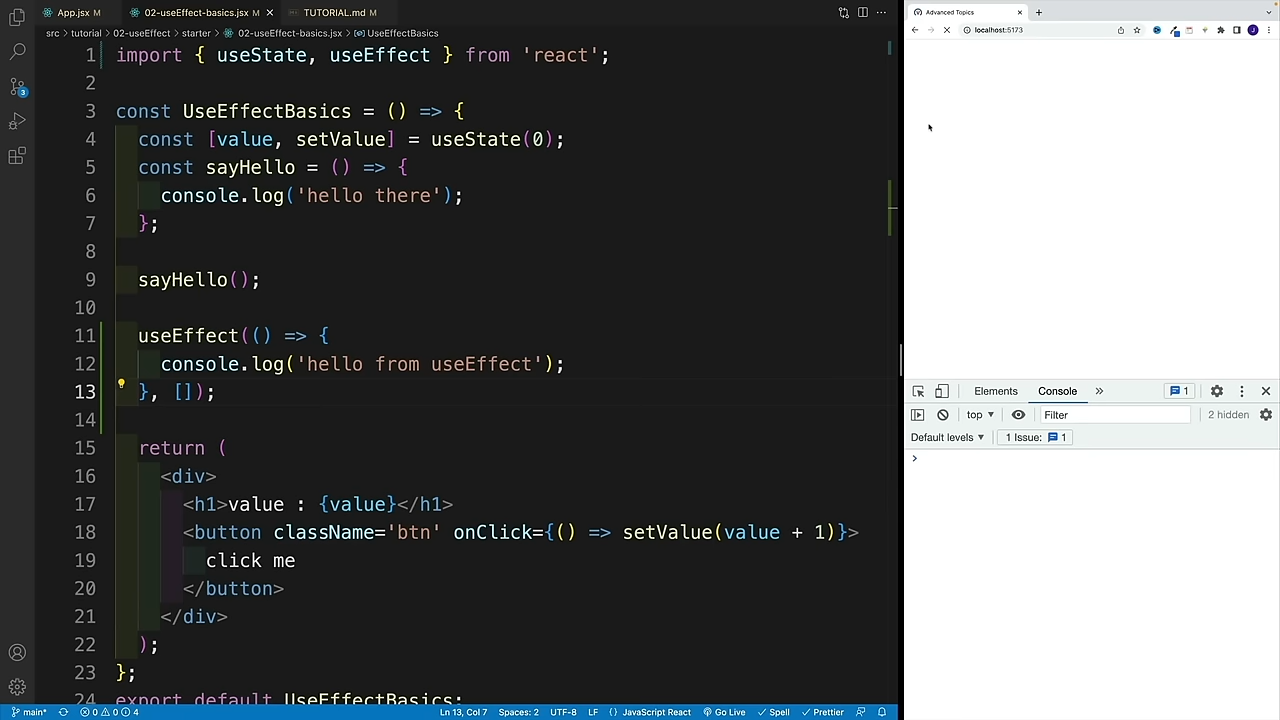 App.jsx M
02-useEffect-basics.jsx M
TUTORIAL.md M
src > tutorial > 02-useEffect > starter > 02-useEffect-basics.jsx > UseEffectBasics
1 import { useState, useEffect } from 'react';
2
3 const UseEffectBasics = () => {
4 const [value, setValue] = useState(0);
5 const sayHello = () => {
6 console.log('hello there');
7 };
8
9 sayHello();
10
11 useEffect(() => {
12 console.log('hello from useEffect');
13 }, []);
14
15 return (
16 <div>
17 <h1>value : {value}</h1>
18 <button className='btn' onClick={() => setValue(value + 1)}>
19 click me
20 </button>
21 </div>
22 );
23 };
24 export default UseEffectBasics;
3
main*
0 0 4
Ln 13, Col 7
Spaces: 2
UTF-8
LF
{ } JavaScript React
Go Live
Spell
Prettier
Advanced Topics
localhost:5173
J
Elements
Console
1
top
Filter
2 hidden
Default levels
1 Issue: 1